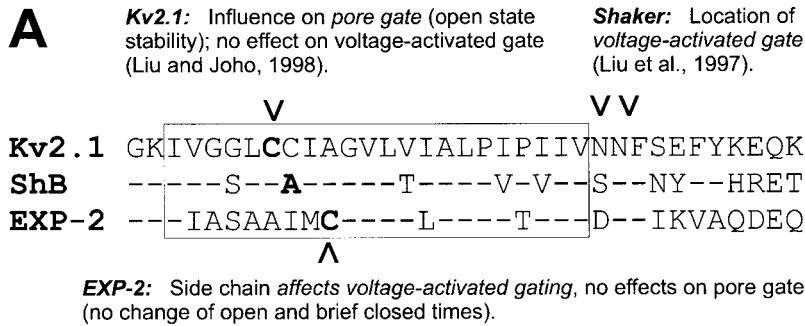 A
Kv2.1: Influence on pore gate (open state
stability); no effect on voltage-activated gate
(Liu and Joho, 1998).
Shaker: Location of
voltage-activated gate
(Liu et al., 1997).
Kv2.1 GKIVGGLCCIAGVLVIALPIPIIVNNFSEFYKEQK
ShB -----S--A-----T----V-V--S--NY--HRET
EXP-2 ---IASAAIMC----L----T---D--IKVAQDEQ
EXP-2: Side chain affects voltage-activated gating, no effects on pore gate
(no change of open and brief closed times).